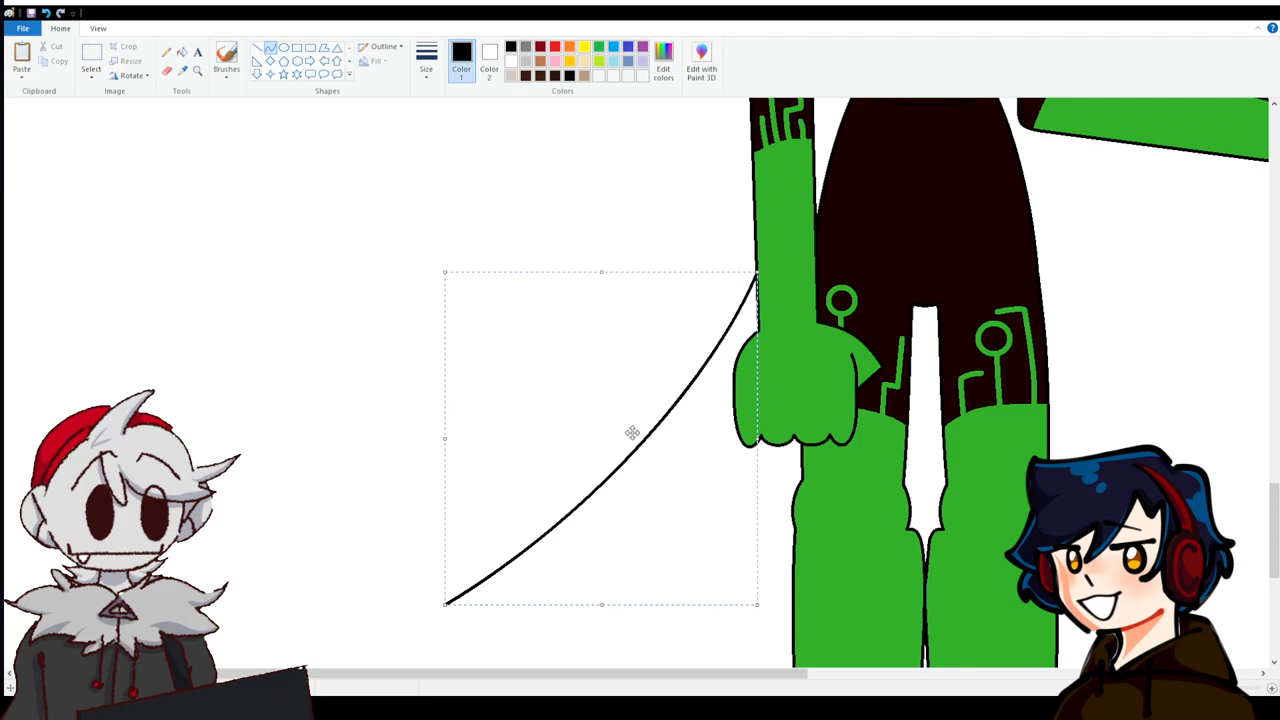 File Home View
Paste
Cut
Copy
Clipboard
Select
Crop
Resize
Rotate
Image
A
Tools
Brushes
Outline
Fill
Shapes
Size
Color
1
Color
2
Edit
colors
Edit with
Paint 3D
Colors